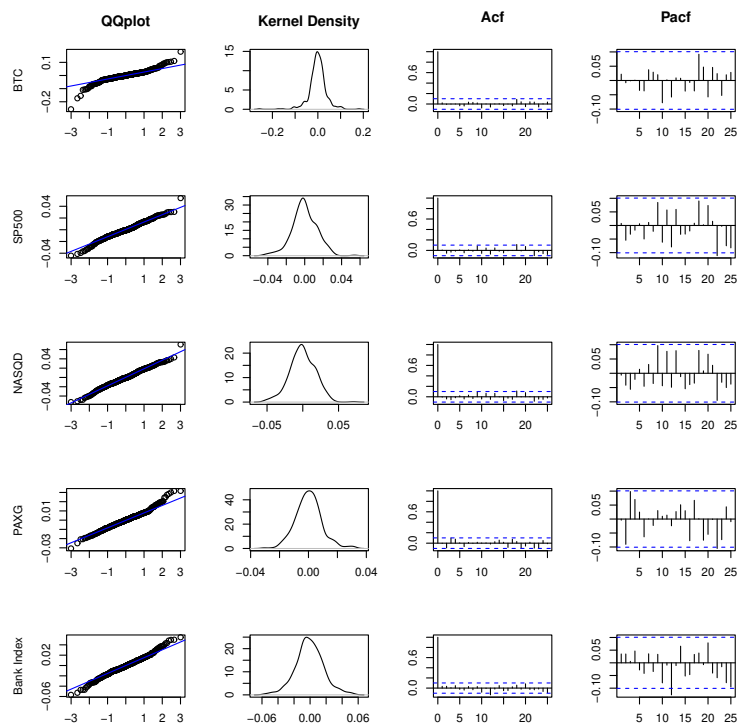 QQplot Kernel Density Acf Pacf
BTC
−0.2 0.1
−3 −1 1 2 3
0 5 15
−0.2 0.0 0.2
0.0 0.6
0 5 10 20
−0.10 0.05
5 10 15 20 25
SP500
−0.04 0.04
−3 −1 1 2 3
0 5 15 30
−0.04 0.00 0.04
0.0 0.6
0 5 10 20
−0.10 0.05
5 10 15 20 25
NASQD
−0.04 0.04
−3 −1 1 2 3
0 10 20
−0.05 0.05
0.0 0.6
0 5 10 20
−0.10 0.05
5 10 15 20 25
PAXG
−0.03 0.01
−3 −1 1 2 3
0 20 40
−0.04 0.00 0.04
0.0 0.6
0 5 10 20
−0.10 0.05
5 10 15 20 25
Bank Index
−0.06 0.02
−3 −1 1 2 3
0 5 20
−0.06 0.00 0.06
0.0 0.6
0 5 10 20
−0.10 0.05
5 10 15 20 25